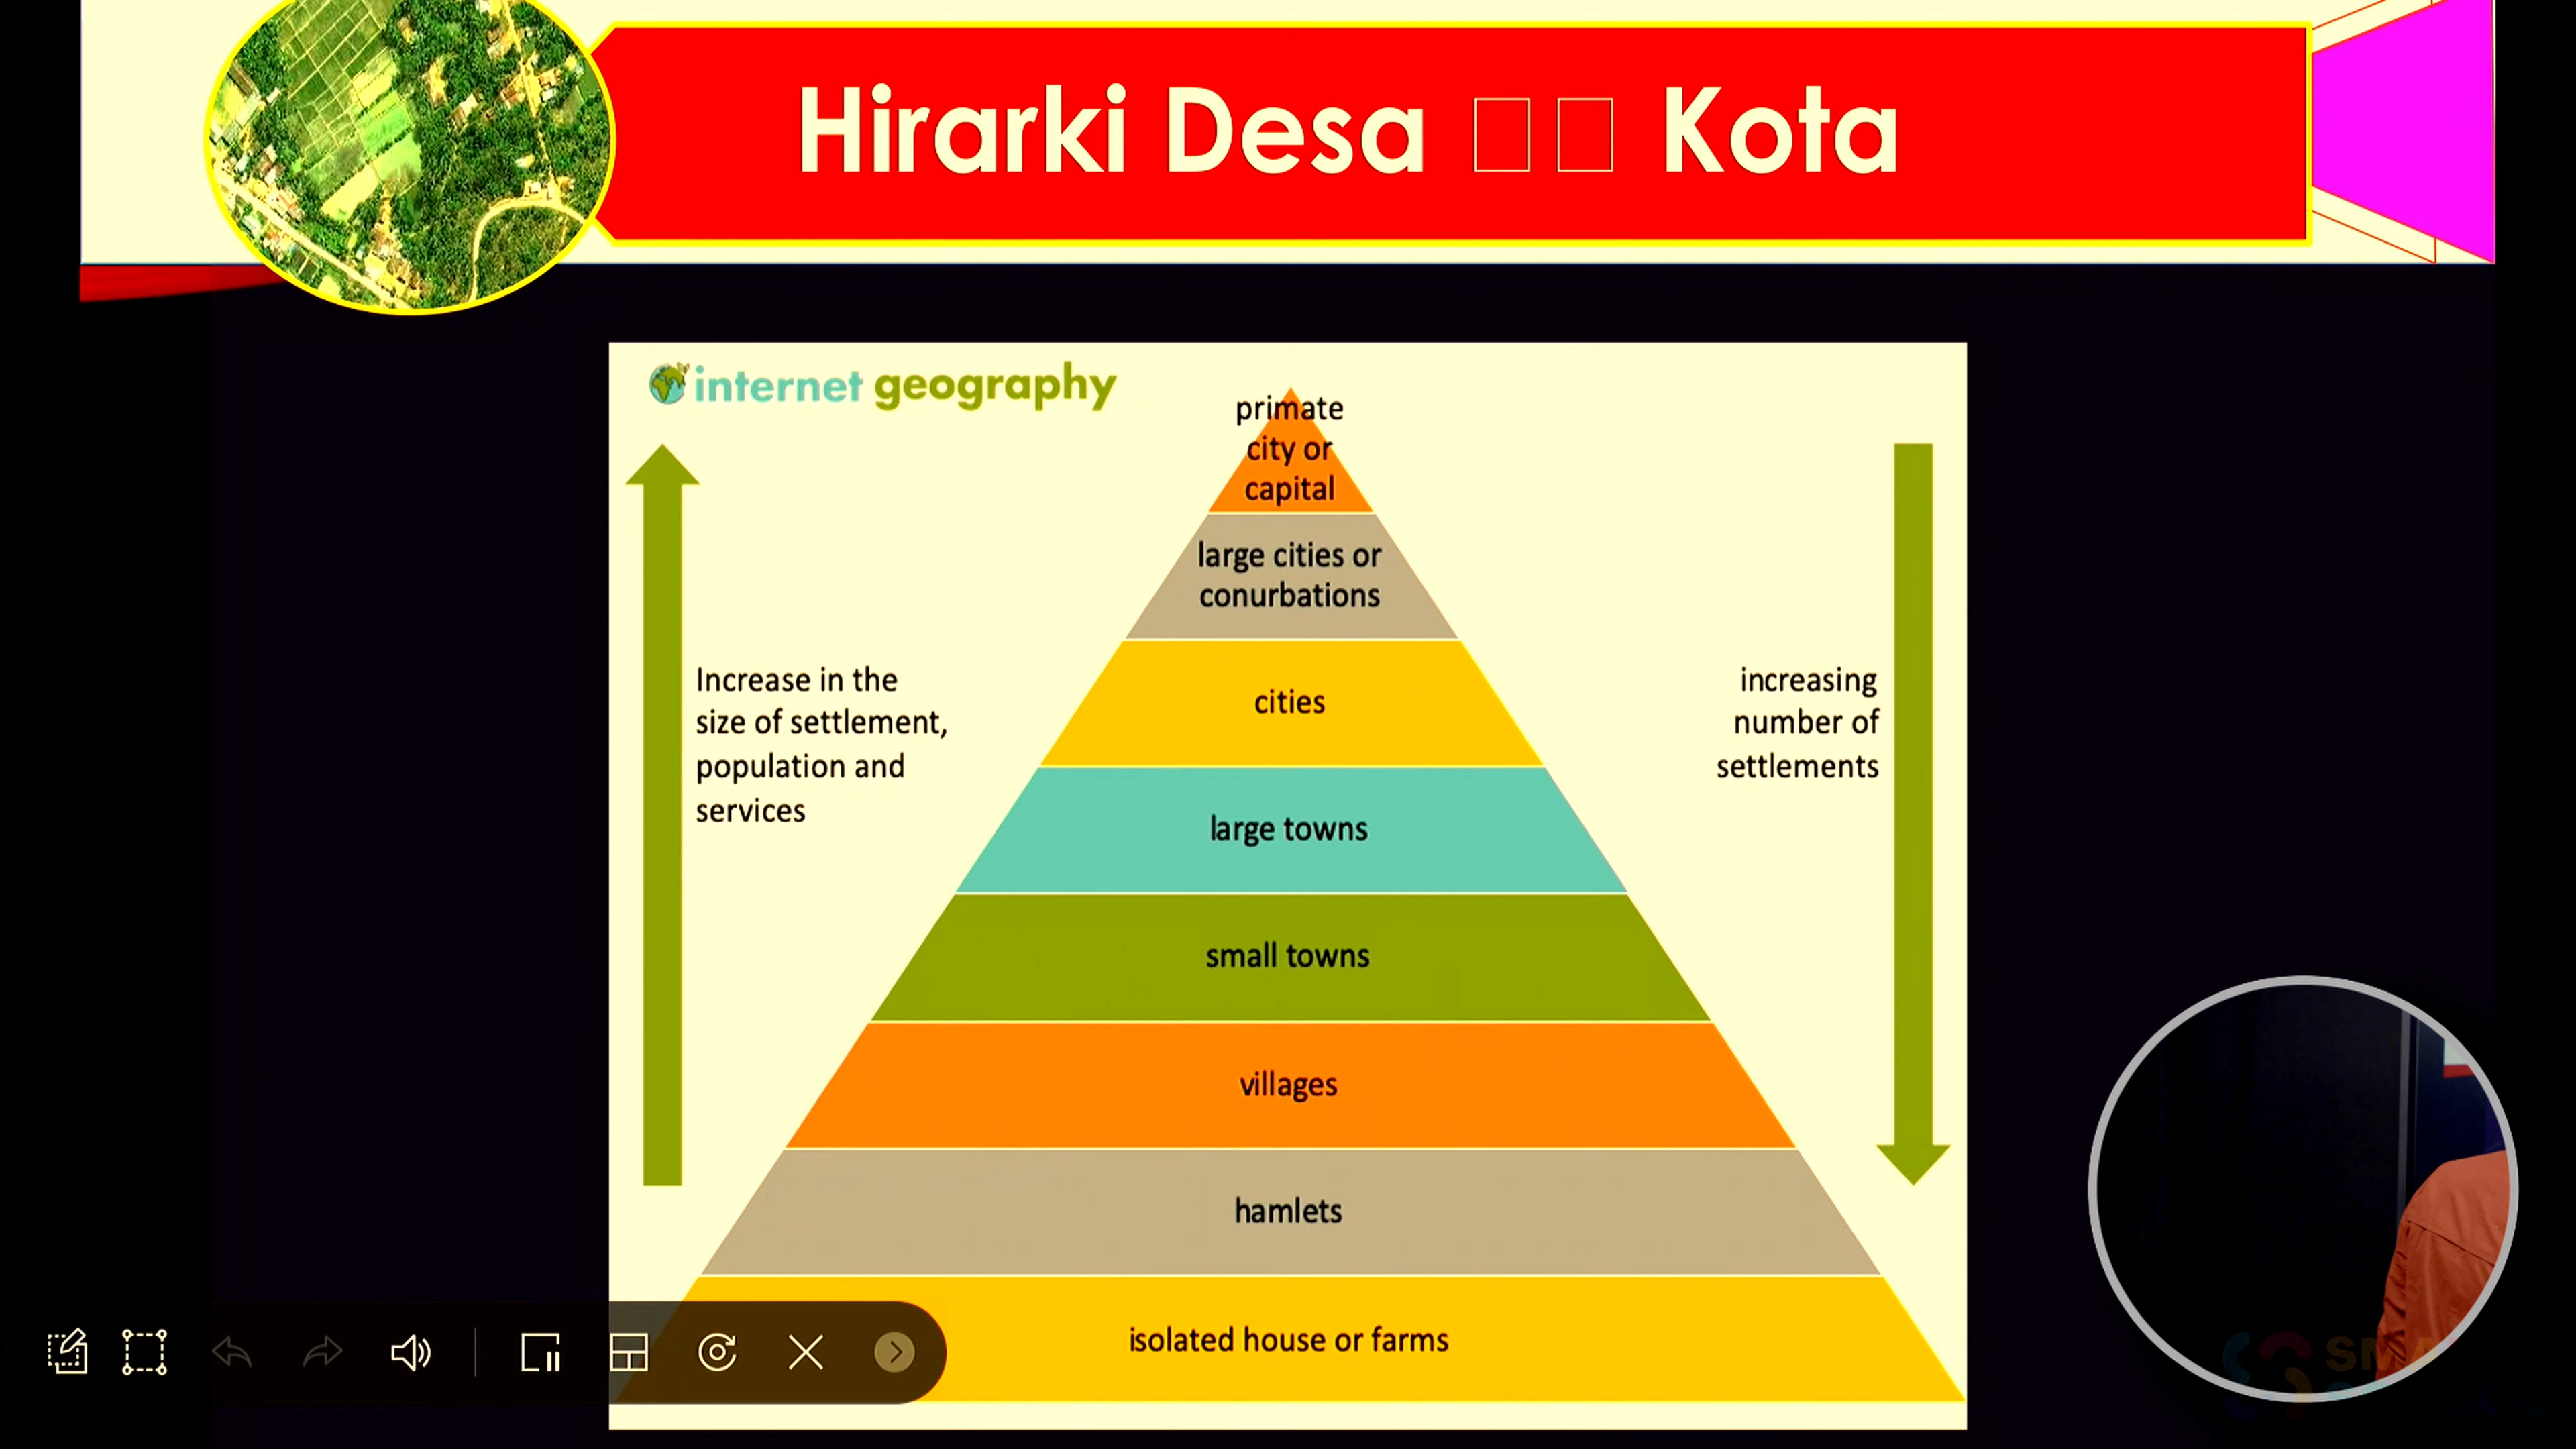 Hirarki Desa Kota
internet geography
primate
city or
capital
large cities or
conurbations
cities
Increase in the
size of settlement,
population and
services
increasing
number of
settlements
large towns
small towns
villages
hamlets
isolated house or farms